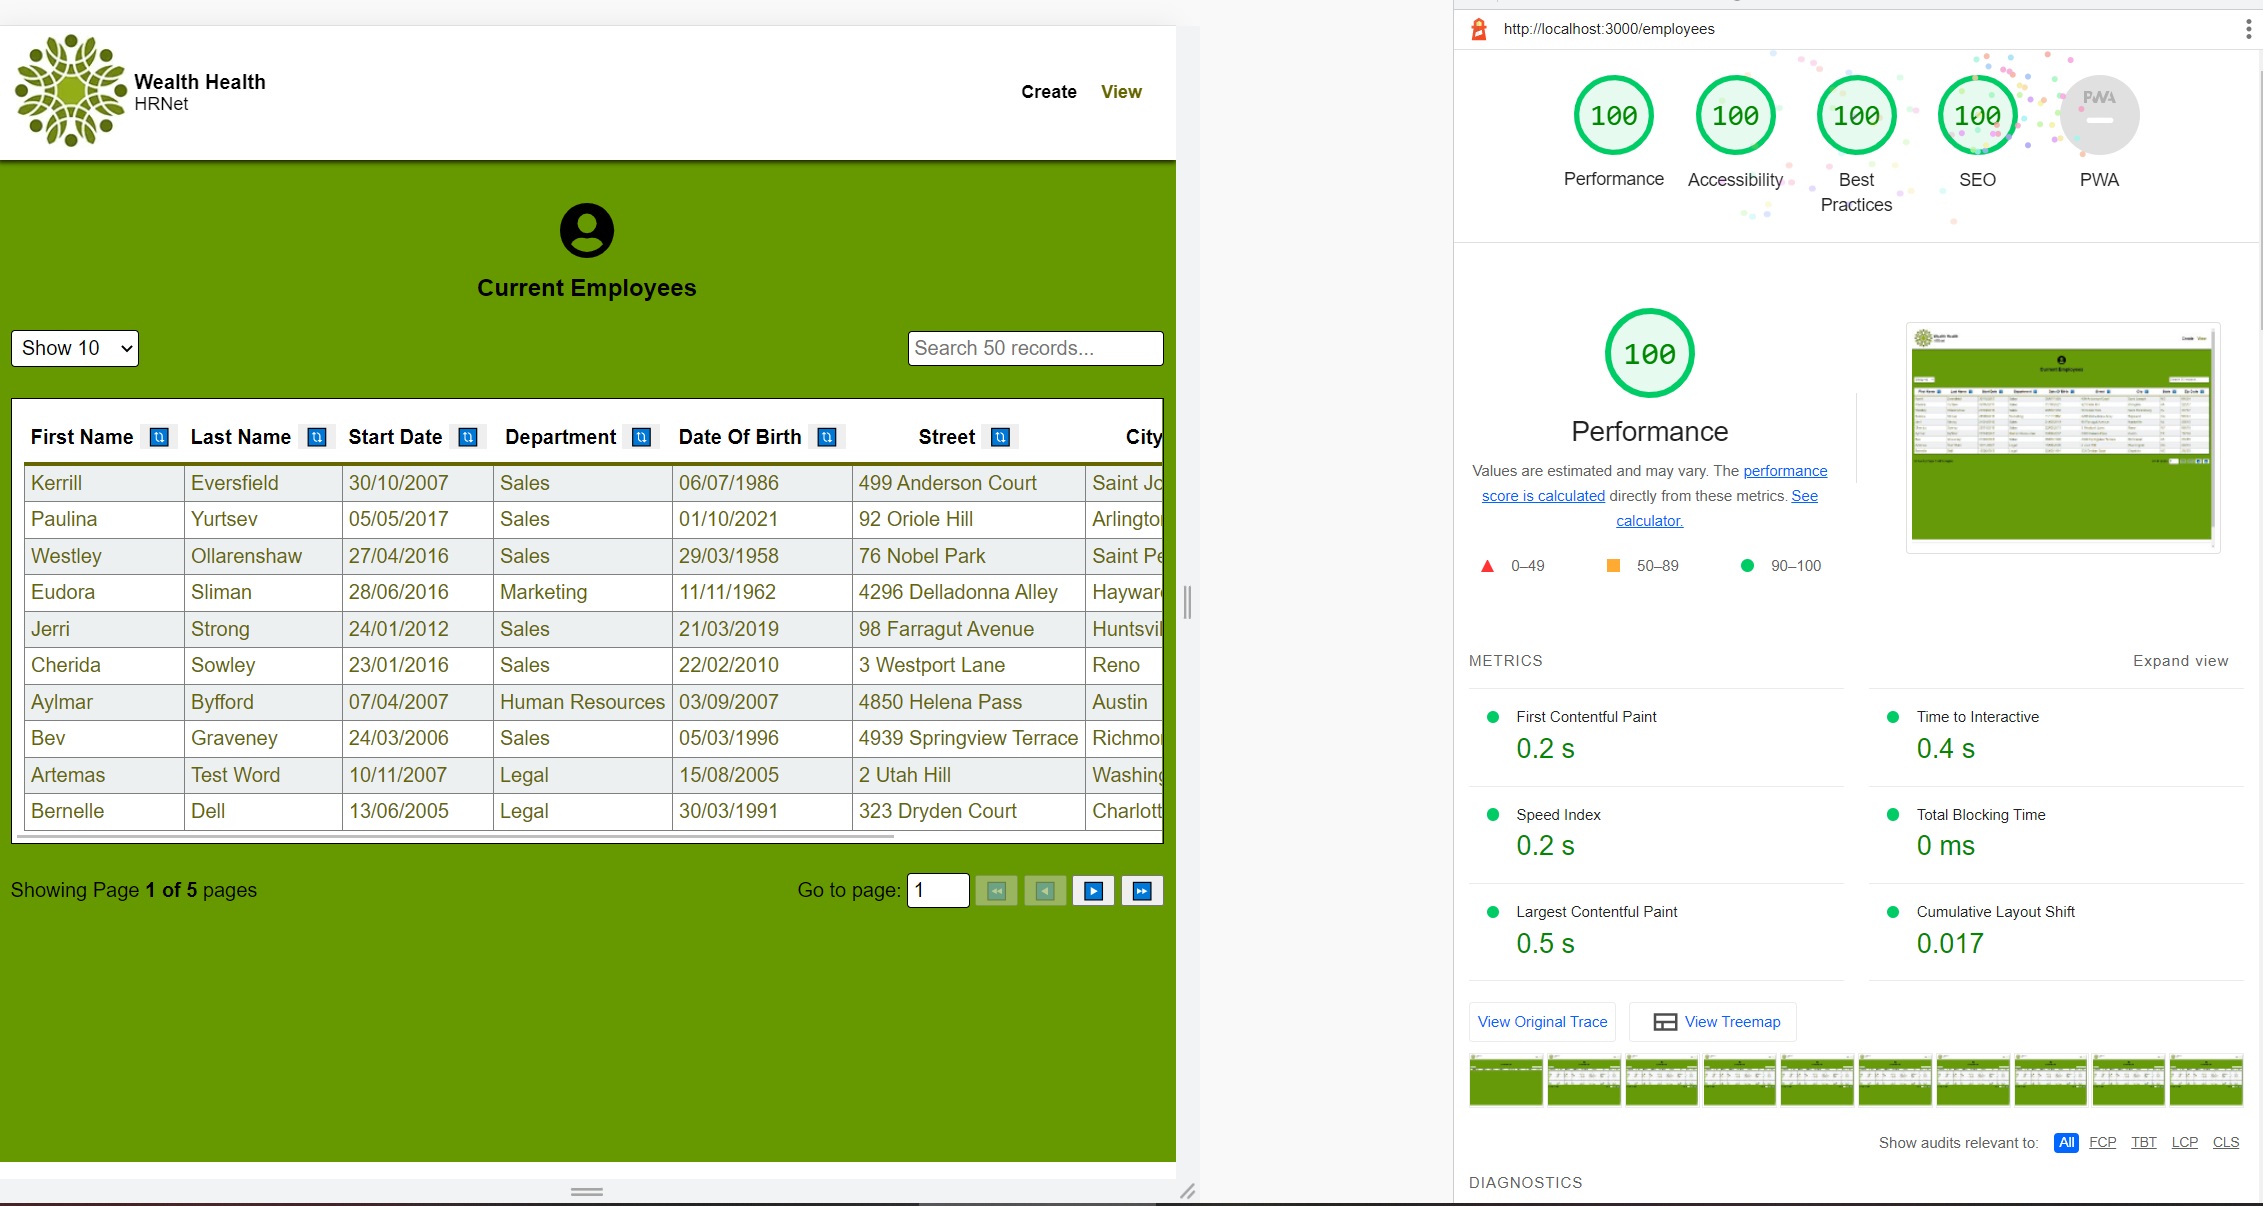 Wealth Health
HRNet
Create View
Current Employees
Show 10
Search 50 records...
First Name Last Name Start Date Department Date Of Birth Street City
Kerrill Eversfield 30/10/2007 Sales 06/07/1986 499 Anderson Court Saint Jo
Paulina Yurtsev 05/05/2017 Sales 01/10/2021 92 Oriole Hill Arlingto
Westley Ollarenshaw 27/04/2016 Sales 29/03/1958 76 Nobel Park Saint Pe
Eudora Sliman 28/06/2016 Marketing 11/11/1962 4296 Delladonna Alley Haywar
Jerri Strong 24/01/2012 Sales 21/03/2019 98 Farragut Avenue Huntsvil
Cherida Sowley 23/01/2016 Sales 22/02/2010 3 Westport Lane Reno
Aylmar Byfford 07/04/2007 Human Resources 03/09/2007 4850 Helena Pass Austin
Bev Graveney 24/03/2006 Sales 05/03/1996 4939 Springview Terrace Richmo
Artemas Test Word 10/11/2007 Legal 15/08/2005 2 Utah Hill Washing
Bernelle Dell 13/06/2005 Legal 30/03/1991 323 Dryden Court Charlott
Showing Page 1 of 5 pages
Go to page: 1
http://localhost:3000/employees
100 100 100 100 PWA
Performance Accessibility Best Practices SEO PWA
100
Performance
Values are estimated and may vary. The performance
score is calculated directly from these metrics. See
calculator.
0–49 50–89 90–100
METRICS Expand view
First Contentful Paint
0.2 s
Time to Interactive
0.4 s
Speed Index
0.2 s
Total Blocking Time
0 ms
Largest Contentful Paint
0.5 s
Cumulative Layout Shift
0.017
View Original Trace View Treemap
Show audits relevant to: All FCP TBT LCP CLS
DIAGNOSTICS